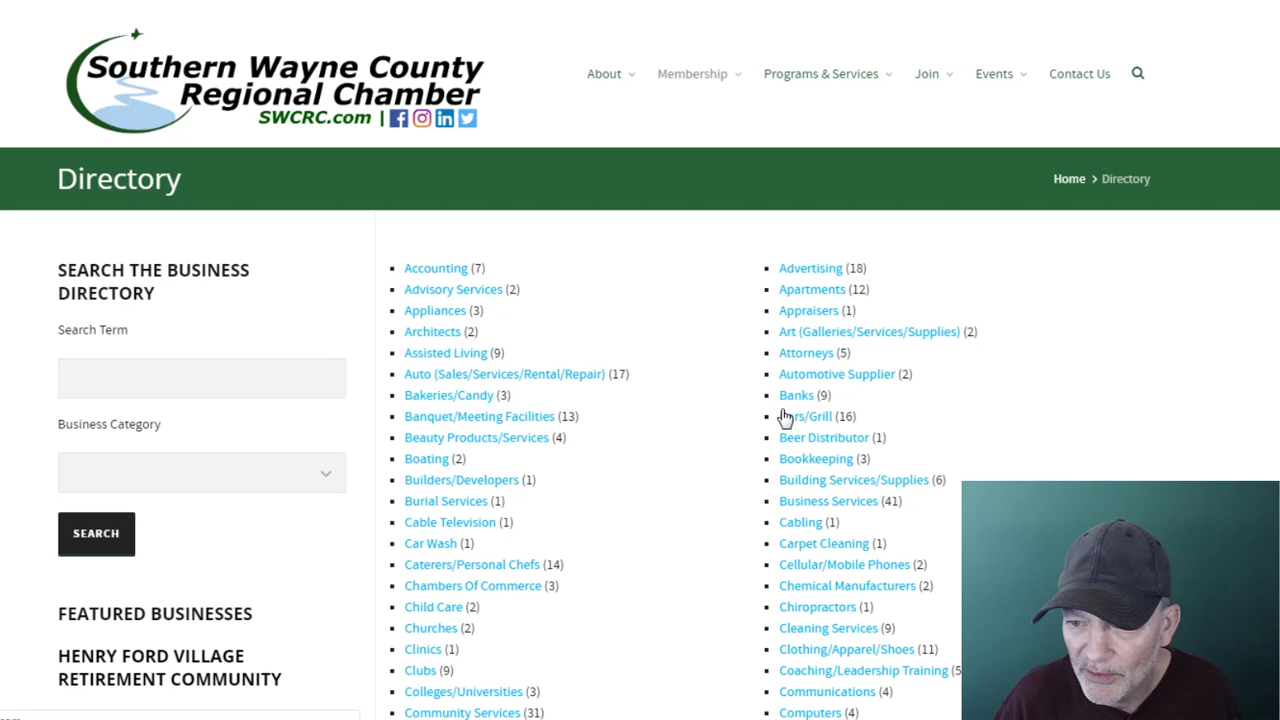 Southern Wayne County
Regional Chamber
SWCRC.com |
About
Membership
Programs & Services
Join
Events
Contact Us
Directory
Home > Directory
SEARCH THE BUSINESS
DIRECTORY
Search Term
Business Category
SEARCH
FEATURED BUSINESSES
HENRY FORD VILLAGE
RETIREMENT COMMUNITY
Accounting (7)
Advisory Services (2)
Appliances (3)
Architects (2)
Assisted Living (9)
Auto (Sales/Services/Rental/Repair) (17)
Bakeries/Candy (3)
Banquet/Meeting Facilities (13)
Beauty Products/Services (4)
Boating (2)
Builders/Developers (1)
Burial Services (1)
Cable Television (1)
Car Wash (1)
Caterers/Personal Chefs (14)
Chambers Of Commerce (3)
Child Care (2)
Churches (2)
Clinics (1)
Clubs (9)
Colleges/Universities (3)
Community Services (31)
Advertising (18)
Apartments (12)
Appraisers (1)
Art (Galleries/Services/Supplies) (2)
Attorneys (5)
Automotive Supplier (2)
Banks (9)
/Grill (16)
Beer Distributor (1)
Bookkeeping (3)
Building Services/Supplies (6)
Business Services (41)
Cabling (1)
Carpet Cleaning (1)
Cellular/Mobile Phones (2)
Chemical Manufacturers (2)
Chiropractors (1)
Cleaning Services (9)
Clothing/Apparel/Shoes (11)
Coaching/Leadership Training (5
Communications (4)
Computers (4)